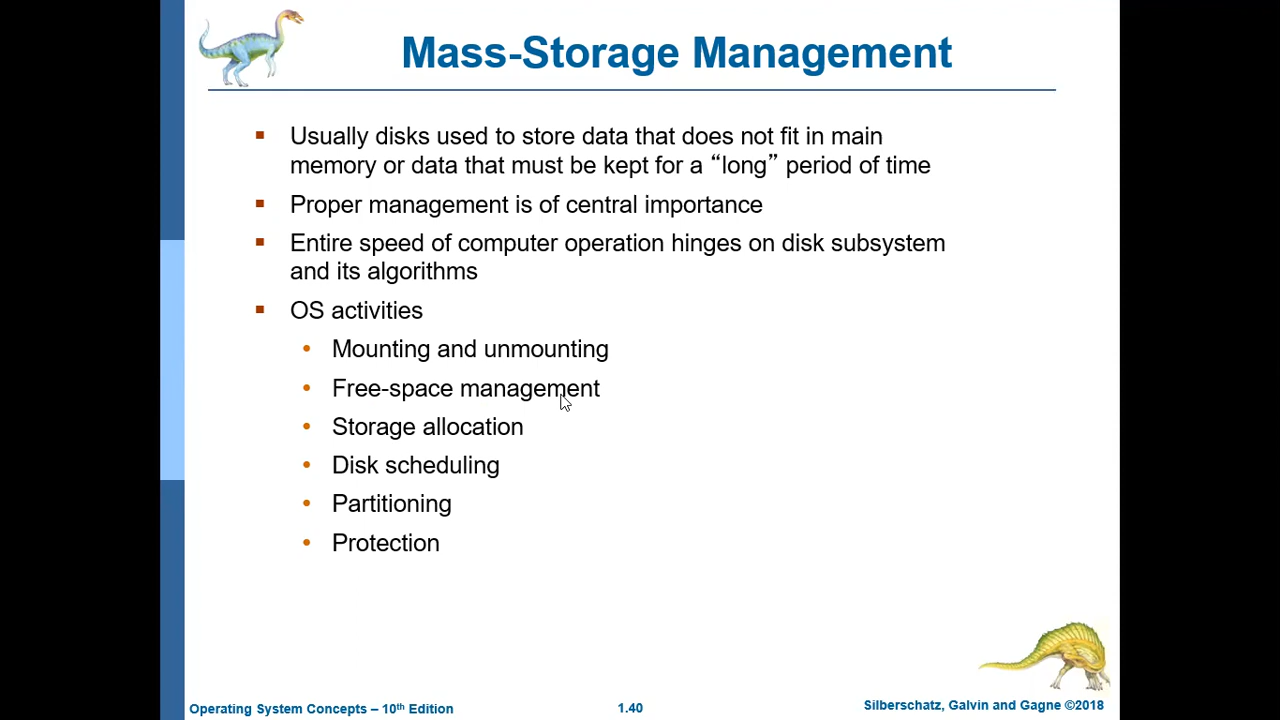 Mass-Storage Management
▪ Usually disks used to store data that does not fit in main
memory or data that must be kept for a “long” period of time
▪ Proper management is of central importance
▪ Entire speed of computer operation hinges on disk subsystem
and its algorithms
▪ OS activities
• Mounting and unmounting
• Free-space management
• Storage allocation
• Disk scheduling
• Partitioning
• Protection
Operating System Concepts – 10th Edition
1.40
Silberschatz, Galvin and Gagne ©2018